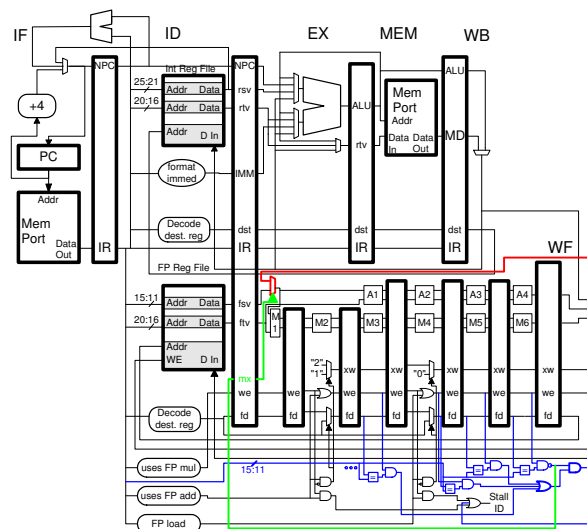 IF ID EX MEM WB
Int Reg File
NPC NPC
25:21 Addr Data rsv
20:16 Addr Data rtv
Addr D In
+4
PC
Addr
Mem Port
Data Out
IR
format immed
IMM
Decode dest. reg
dst
IR
ALU
rtv
dst
IR
Mem Port
Addr
Data In
Data Out
ALU
MD
dst
IR
WF
FP Reg File
15:11 Addr Data fsv
20:16 Addr Data ftv
Addr
WE D In
M1 M2 M3 M4 M5 M6
A1 A2 A3 A4
mx
"2"
"1"
"0"
xw xw xw
we we we we we we
fd fd fd fd fd fd
Decode dest. reg
uses FP mul
15:11
uses FP add
FP load
= = = =
Stall ID